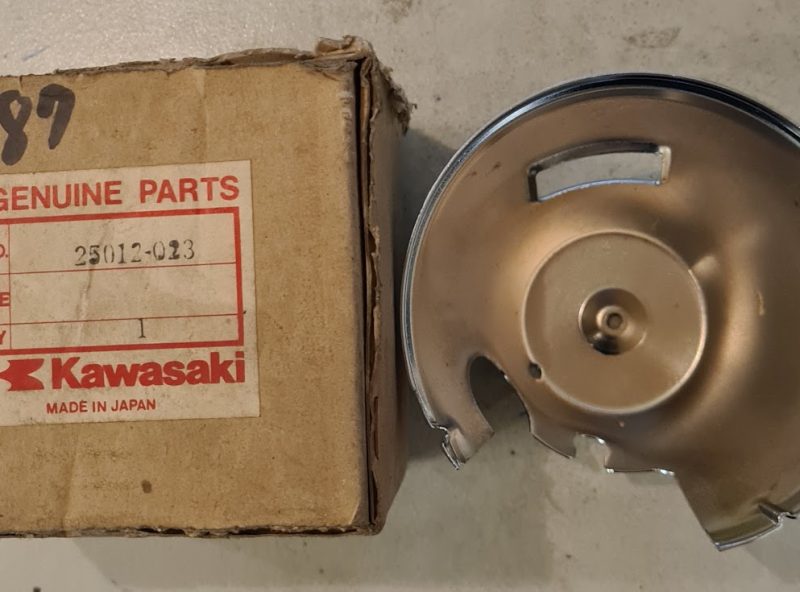 87
GENUINE PARTS
O.
25012-023
E
Y
1
Kawasaki
MADE IN JAPAN